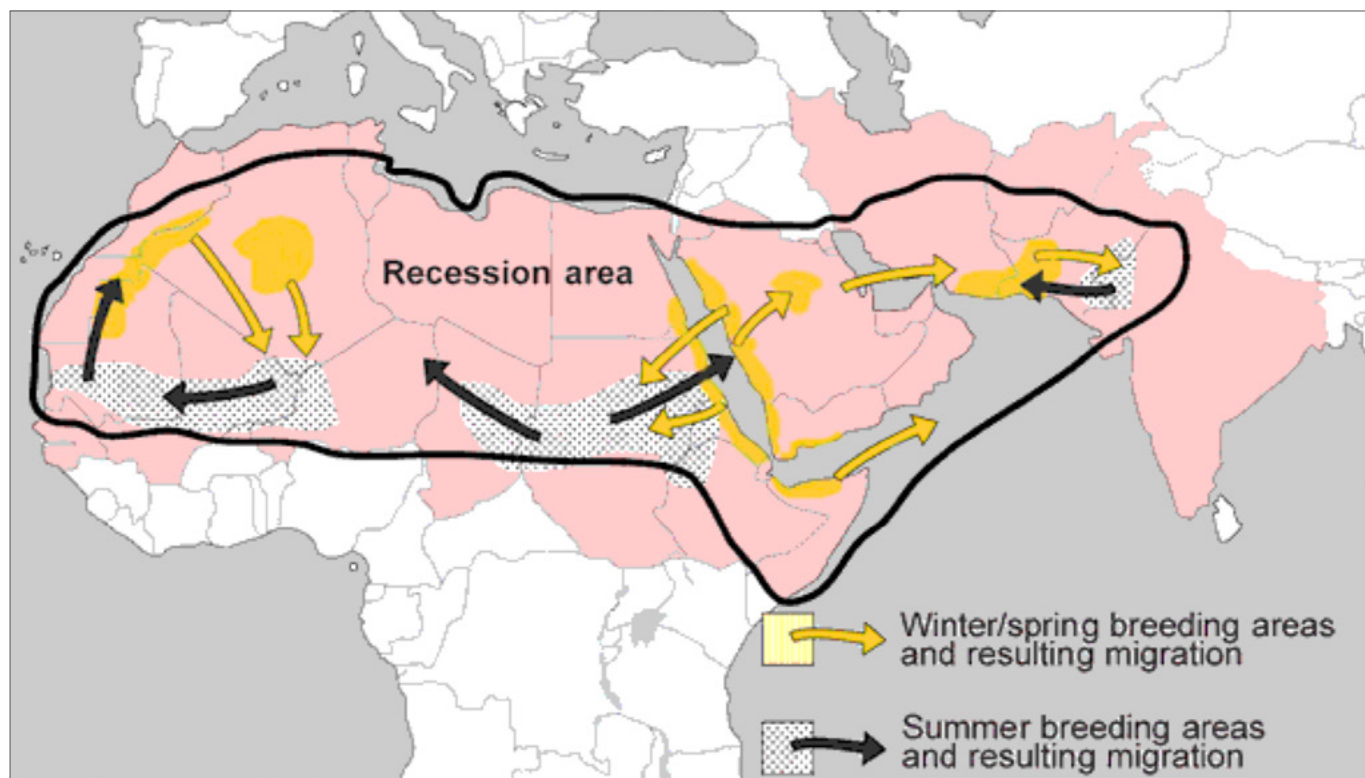 Recession area
Winter/spring breeding areas
and resulting migration
Summer breeding areas
and resulting migration